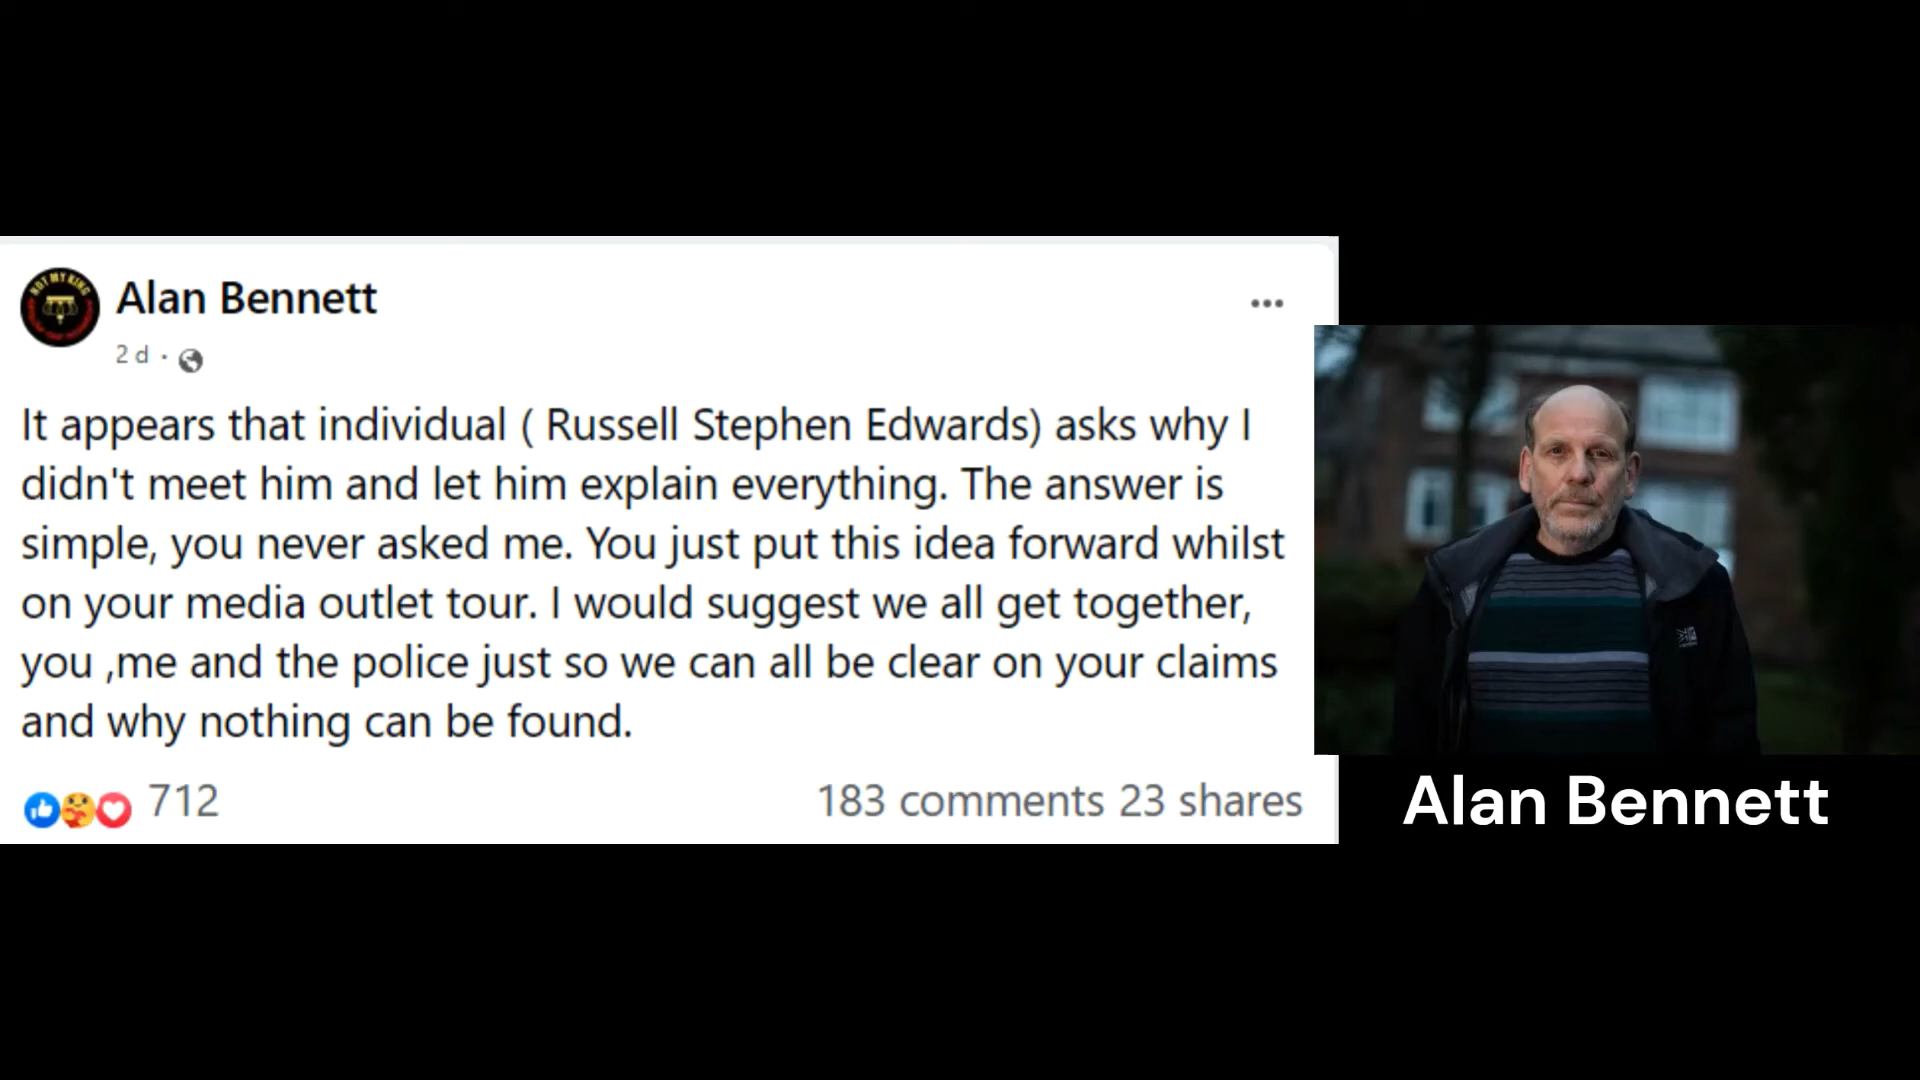 Alan Bennett
2 d ·
It appears that individual ( Russell Stephen Edwards) asks why I
didn't meet him and let him explain everything. The answer is
simple, you never asked me. You just put this idea forward whilst
on your media outlet tour. I would suggest we all get together,
you ,me and the police just so we can all be clear on your claims
and why nothing can be found.
712
183 comments 23 shares
NOT MY KING
Alan Bennett